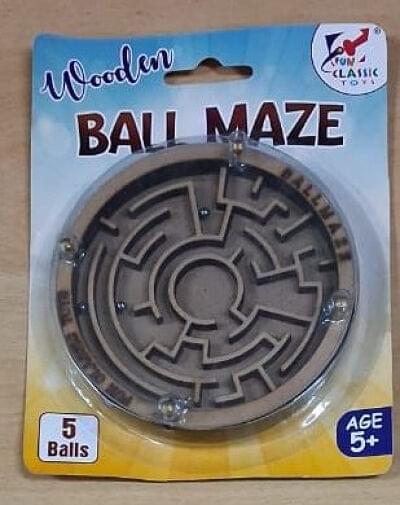 Wooden
FUN
CLASSIC
TOYS
BALL MAZE
BALLMAZE
5
Balls
AGE
5+